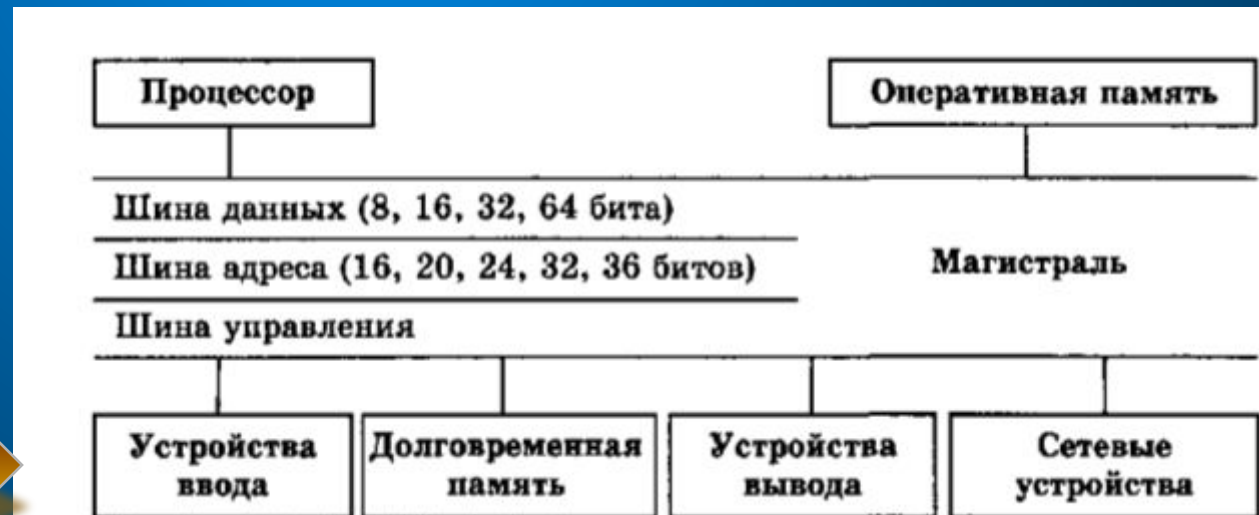 Процессор
Оперативная память
Шина данных (8, 16, 32, 64 бита)
Шина адреса (16, 20, 24, 32, 36 битов)
Магистраль
Шина управления
Устройства
ввода
Долговременная
память
Устройства
вывода
Сетевые
устройства